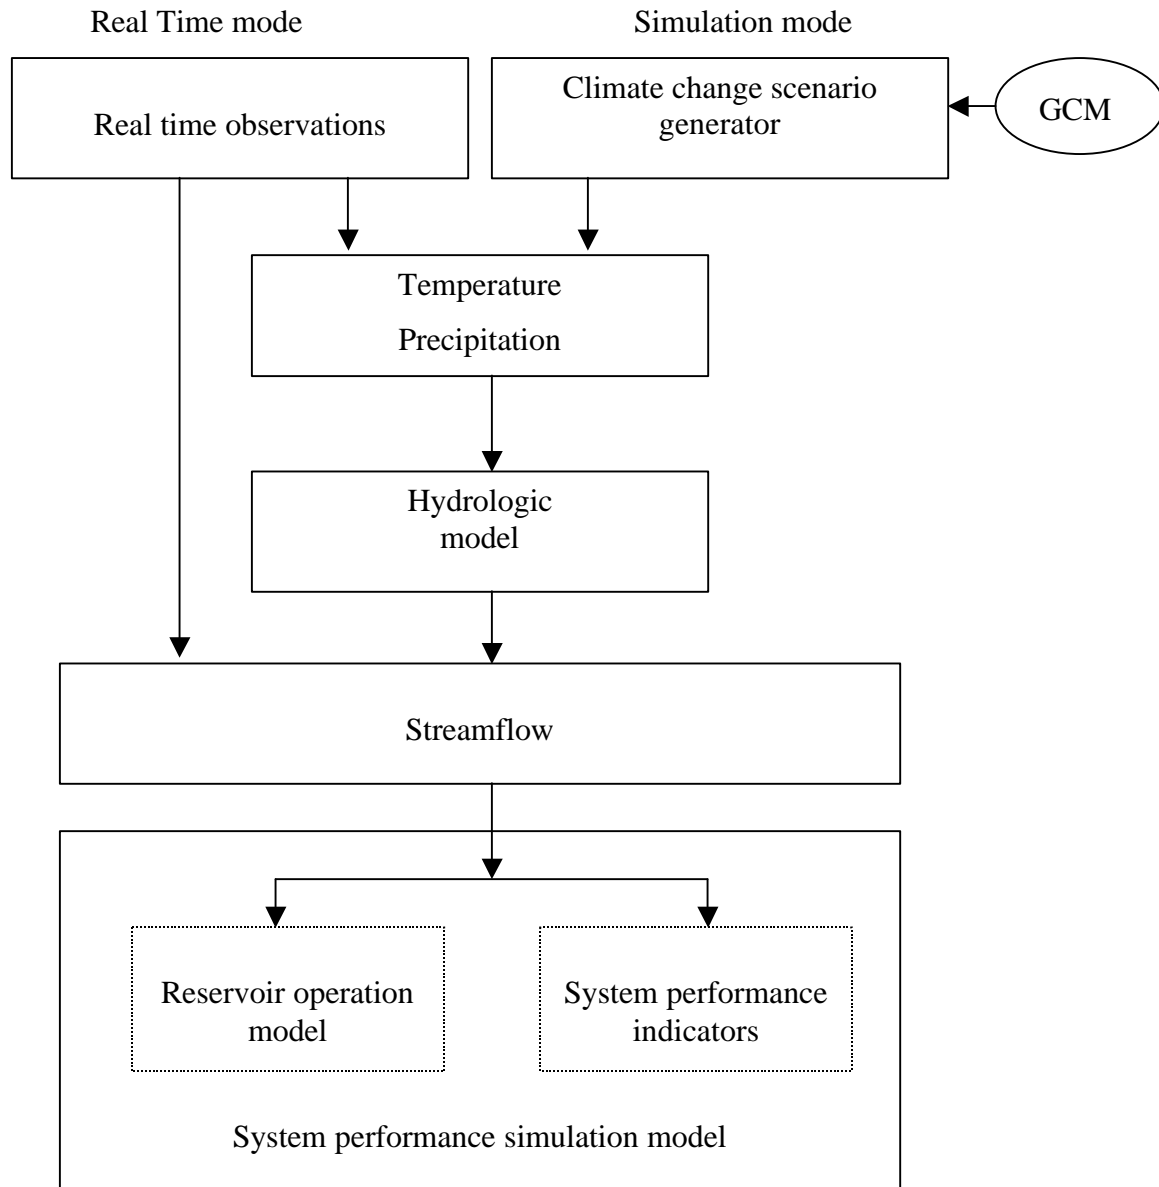 Real Time mode
Simulation mode
Real time observations
Climate change scenario
generator
GCM
Temperature
Precipitation
Hydrologic
model
Streamflow
Reservoir operation
model
System performance
indicators
System performance simulation model